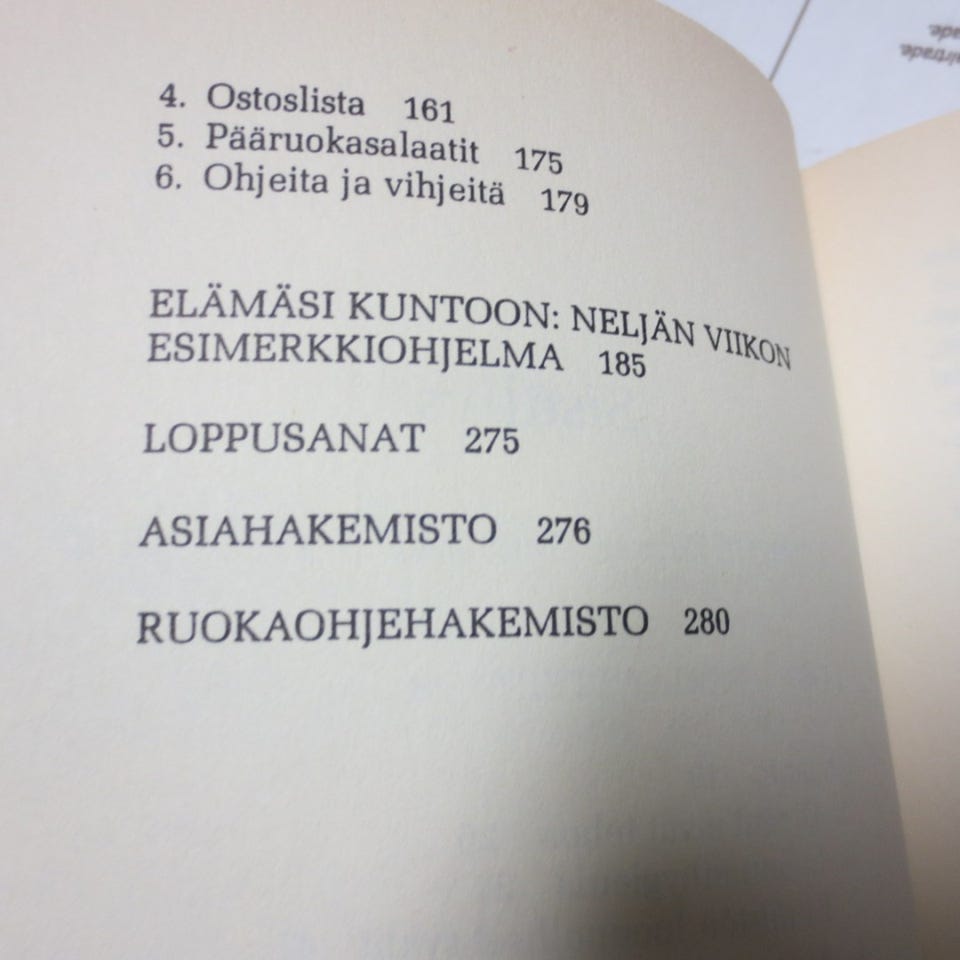 4. Ostoslista 161
5. Pääruokasalaatit 175
6. Ohjeita ja vihjeitä 179
ELÄMÄSI KUNTOON: NELJÄN VIIKON
ESIMERKKIOHJELMA 185
LOPPUSANAT 275
ASIAHAKEMISTO 276
RUOKAOHJEHAKEMISTO 280